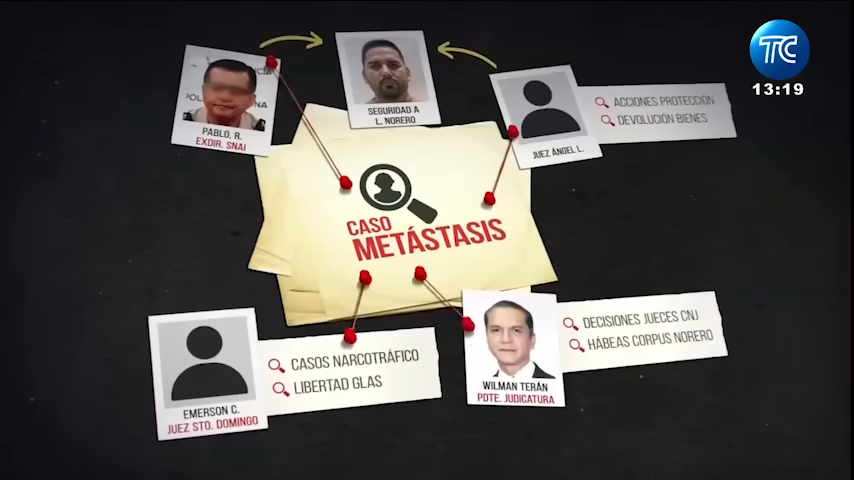 TC
13:19
PABLO, R.
EXDIR. SNAI
SEGURIDAD A
L. NORERO
JUEZ ÁNGEL L.
ACCIONES PROTECCIÓN
DEVOLUCIÓN BIENES
CASO
METÁSTASIS
EMERSON C.
JUEZ STO. DOMINGO
CASOS NARCOTRÁFICO
LIBERTAD GLAS
WILMAN TERÁN
PDTE. JUDICATURA
DECISIONES JUECES CNJ
HÁBEAS CORPUS NORERO